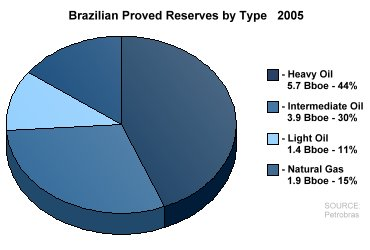 Brazilian Proved Reserves by Type 2005
- Heavy Oil
5.7 Bboe - 44%
- Intermediate Oil
3.9 Bboe - 30%
- Light Oil
1.4 Bboe - 11%
- Natural Gas
1.9 Bboe - 15%
SOURCE:
Petrobras